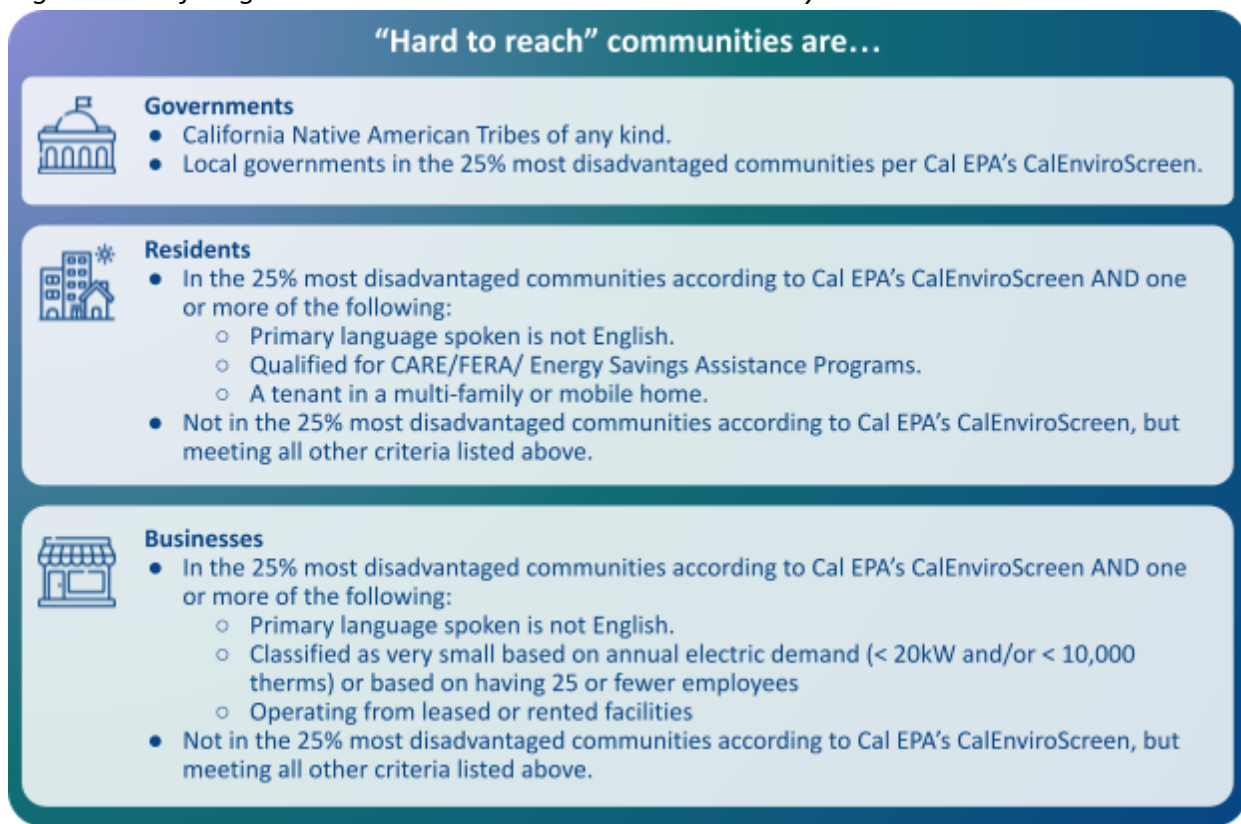 “Hard to reach” communities are…
Governments
● California Native American Tribes of any kind.
● Local governments in the 25% most disadvantaged communities per Cal EPA’s CalEnviroScreen.
Residents
● In the 25% most disadvantaged communities according to Cal EPA’s CalEnviroScreen AND one
or more of the following:
○ Primary language spoken is not English.
○ Qualified for CARE/FERA/ Energy Savings Assistance Programs.
○ A tenant in a multi-family or mobile home.
● Not in the 25% most disadvantaged communities according to Cal EPA’s CalEnviroScreen, but
meeting all other criteria listed above.
Businesses
● In the 25% most disadvantaged communities according to Cal EPA’s CalEnviroScreen AND one
or more of the following:
○ Primary language spoken is not English.
○ Classified as very small based on annual electric demand (< 20kW and/or < 10,000
therms) or based on having 25 or fewer employees
○ Operating from leased or rented facilities
● Not in the 25% most disadvantaged communities according to Cal EPA’s CalEnviroScreen, but
meeting all other criteria listed above.